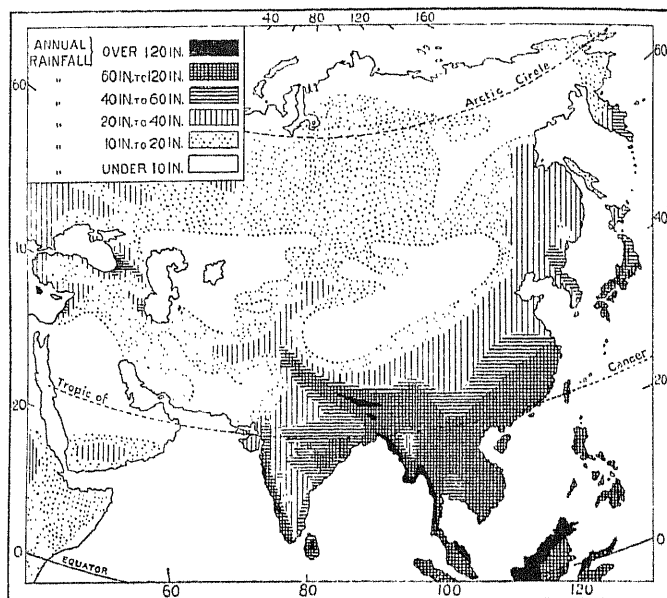 40 60 80 120 160
ANNUAL RAINFALL } OVER 120 IN.
" 60 IN. TO 120 IN.
" 40 IN. TO 60 IN.
" 20 IN. TO 40 IN.
" 10 IN. TO 20 IN.
" UNDER 10 IN.
60
60
Arctic Circle
40
40
Tropic of Cancer
20
20
0
EQUATOR
0
60 80 100 120